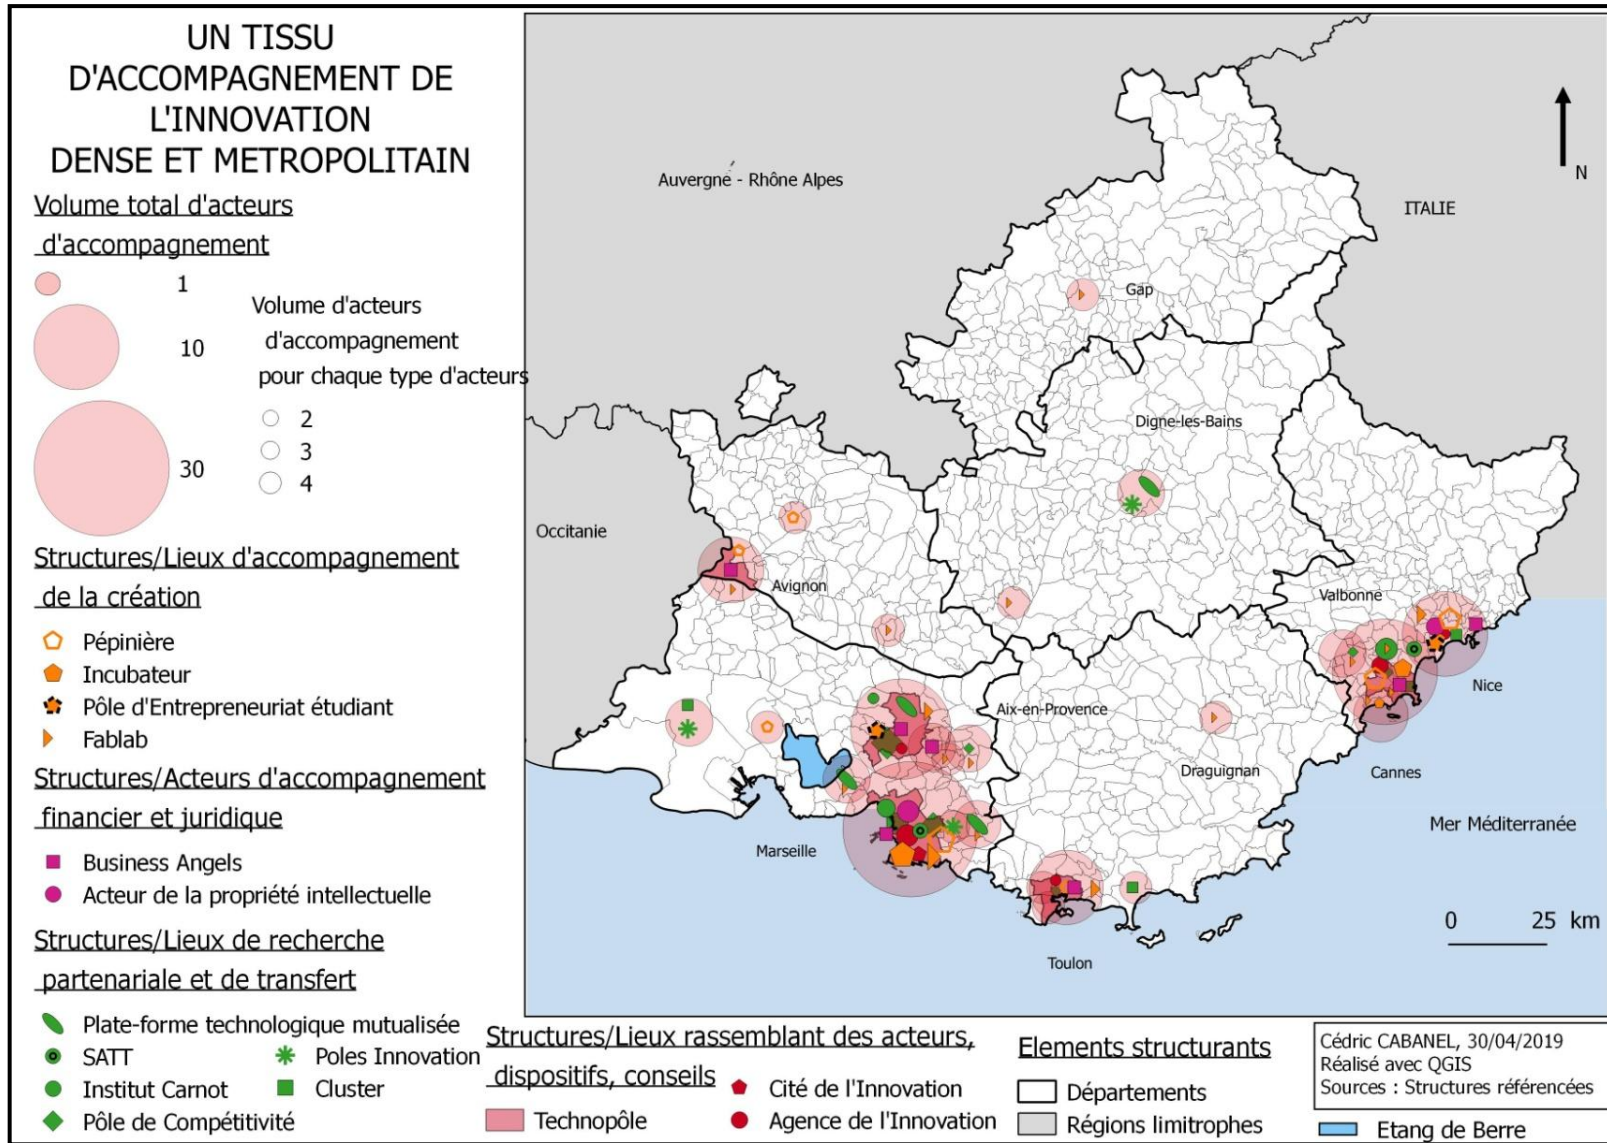 UN TISSU
D'ACCOMPAGNEMENT DE
L'INNOVATION
DENSE ET METROPOLITAIN
Volume total d'acteurs
d'accompagnement
1
10
30
Volume d'acteurs
d'accompagnement
pour chaque type d'acteurs
2
3
4
Structures/Lieux d'accompagnement
de la création
Pépinière
Incubateur
Pôle d'Entrepreneuriat étudiant
Fablab
Structures/Acteurs d'accompagnement
financier et juridique
Business Angels
Acteur de la propriété intellectuelle
Structures/Lieux de recherche
partenariale et de transfert
Plate-forme technologique mutualisée
SATT
Poles Innovation
Institut Carnot
Cluster
Pôle de Compétitivité
Structures/Lieux rassemblant des acteurs,
dispositifs, conseils
Cité de l'Innovation
Technopôle
Agence de l'Innovation
Elements structurants
Départements
Régions limitrophes
Etang de Berre
Cédric CABANEL, 30/04/2019
Réalisé avec QGIS
Sources : Structures référencées
Auvergne - Rhône Alpes
N
ITALIE
Gap
Digne-les-Bains
Occitanie
Avignon
Valbonne
Nice
Aix-en-Provence
Draguignan
Cannes
Mer Méditerranée
Marseille
Toulon
0 25 km